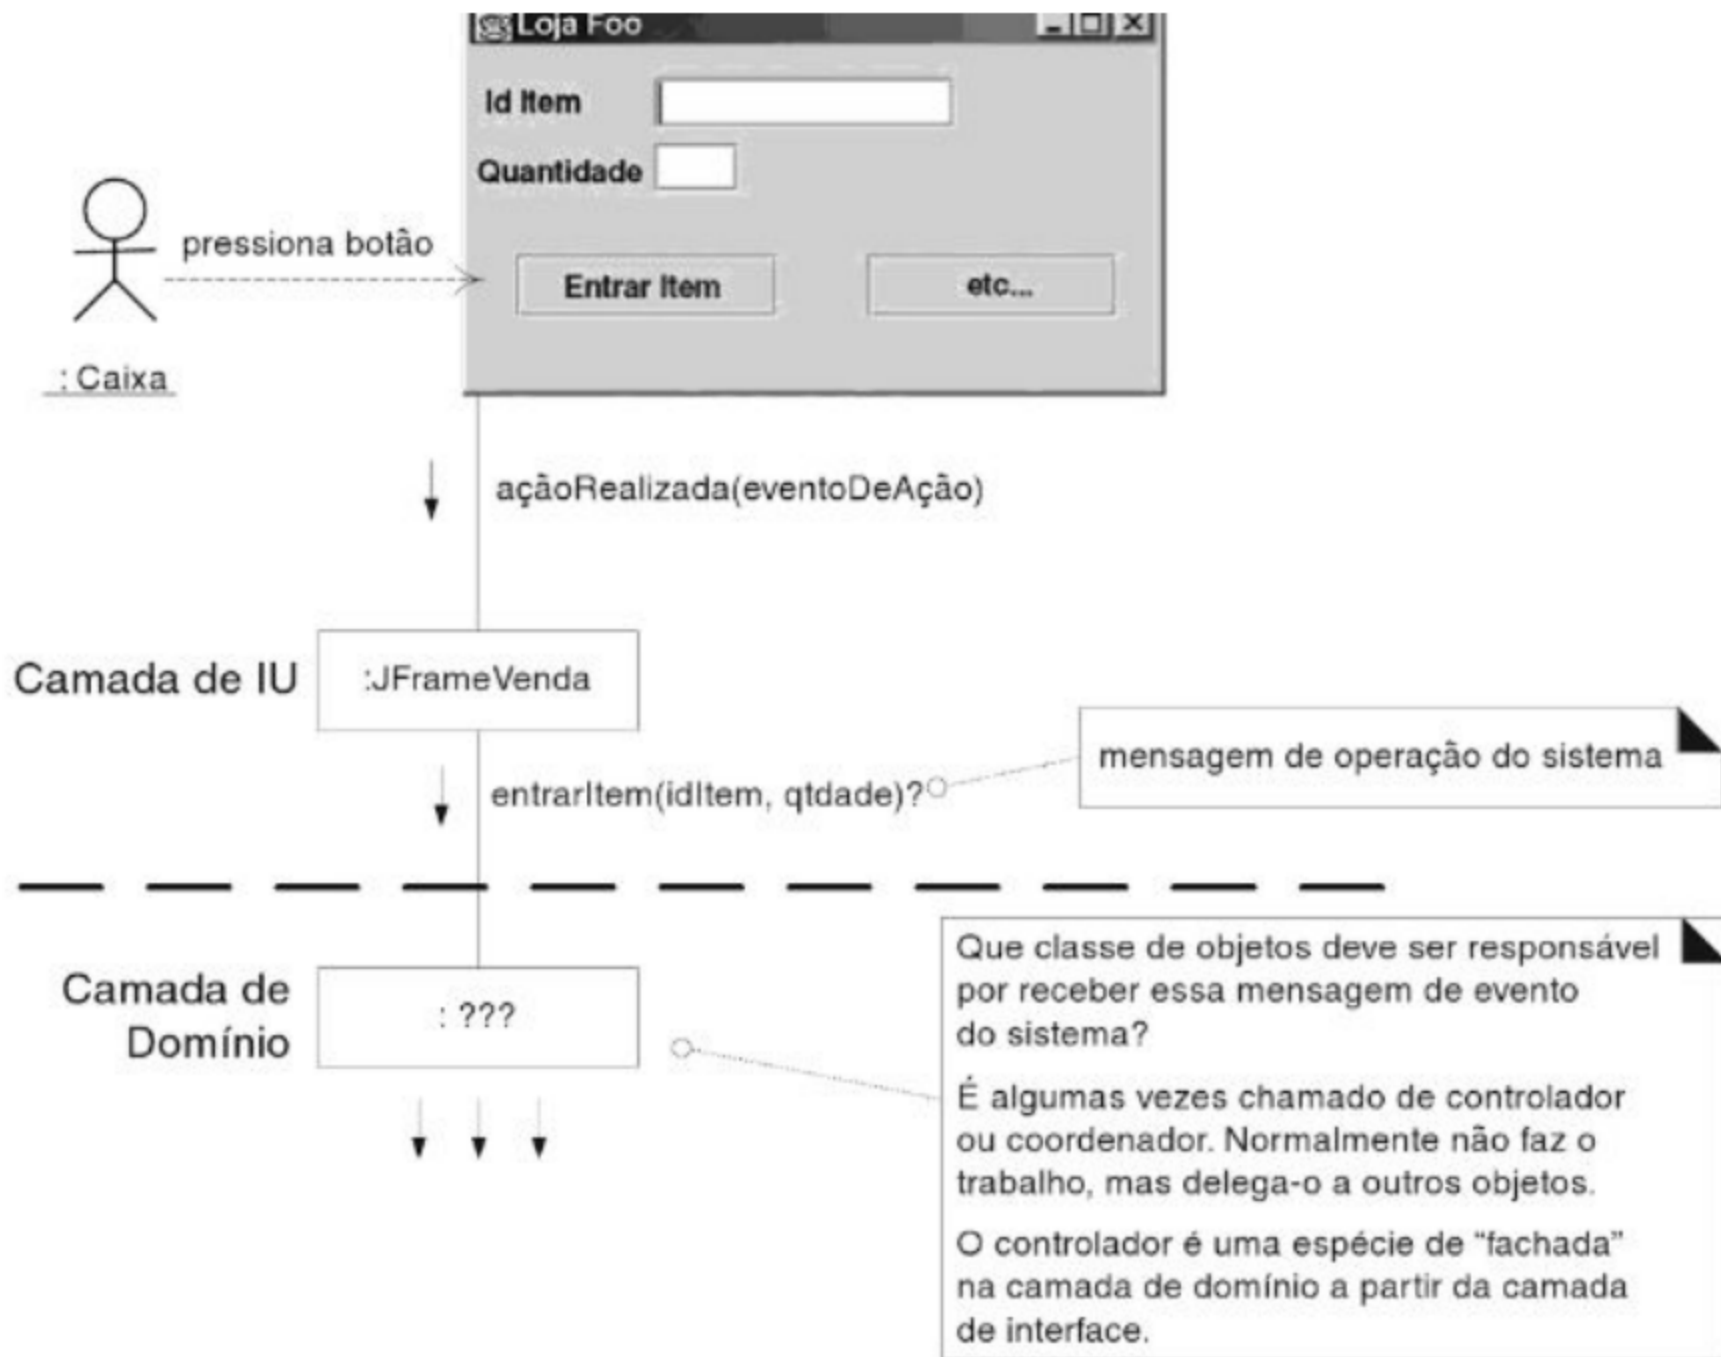 Loja Foo
Id Item
Quantidade
pressiona botão
Entrar Item
etc...
: Caixa
açãoRealizada(eventoDeAção)
Camada de IU
:JFrameVenda
mensagem de operação do sistema
entrarItem(idItem, qtdade)?
Camada de
Domínio
: ???
Que classe de objetos deve ser responsável
por receber essa mensagem de evento
do sistema?
É algumas vezes chamado de controlador
ou coordenador. Normalmente não faz o
trabalho, mas delega-o a outros objetos.
O controlador é uma espécie de “fachada”
na camada de domínio a partir da camada
de interface.